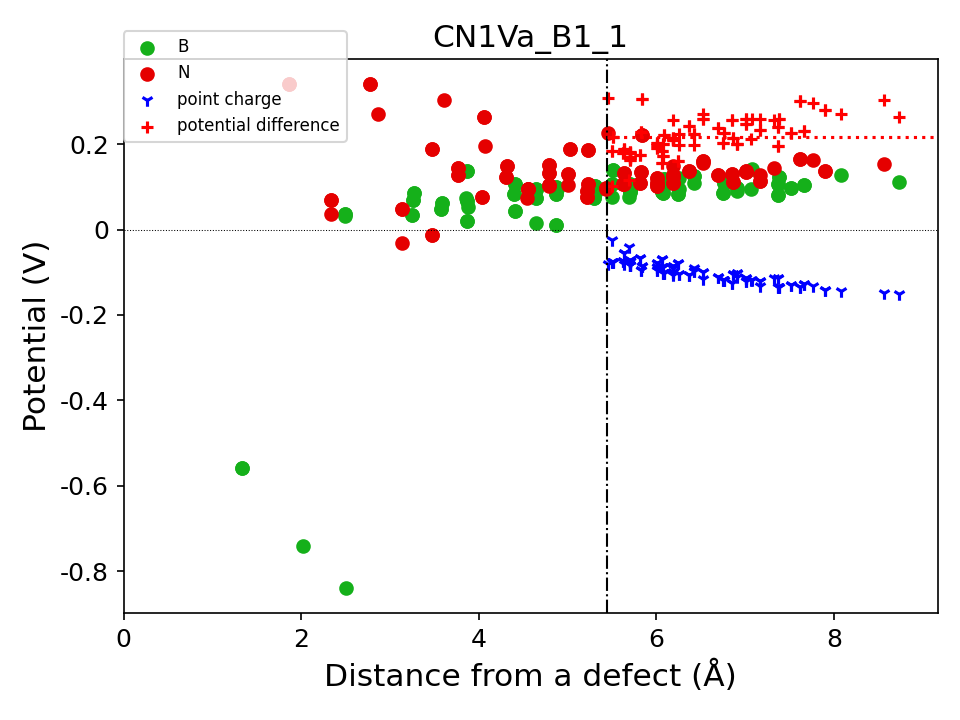 CN1Va_B1_1
B
N
point charge
potential difference
0.2
0
-0.2
-0.4
-0.6
-0.8
Potential (V)
0
2
4
6
8
Distance from a defect (Å)